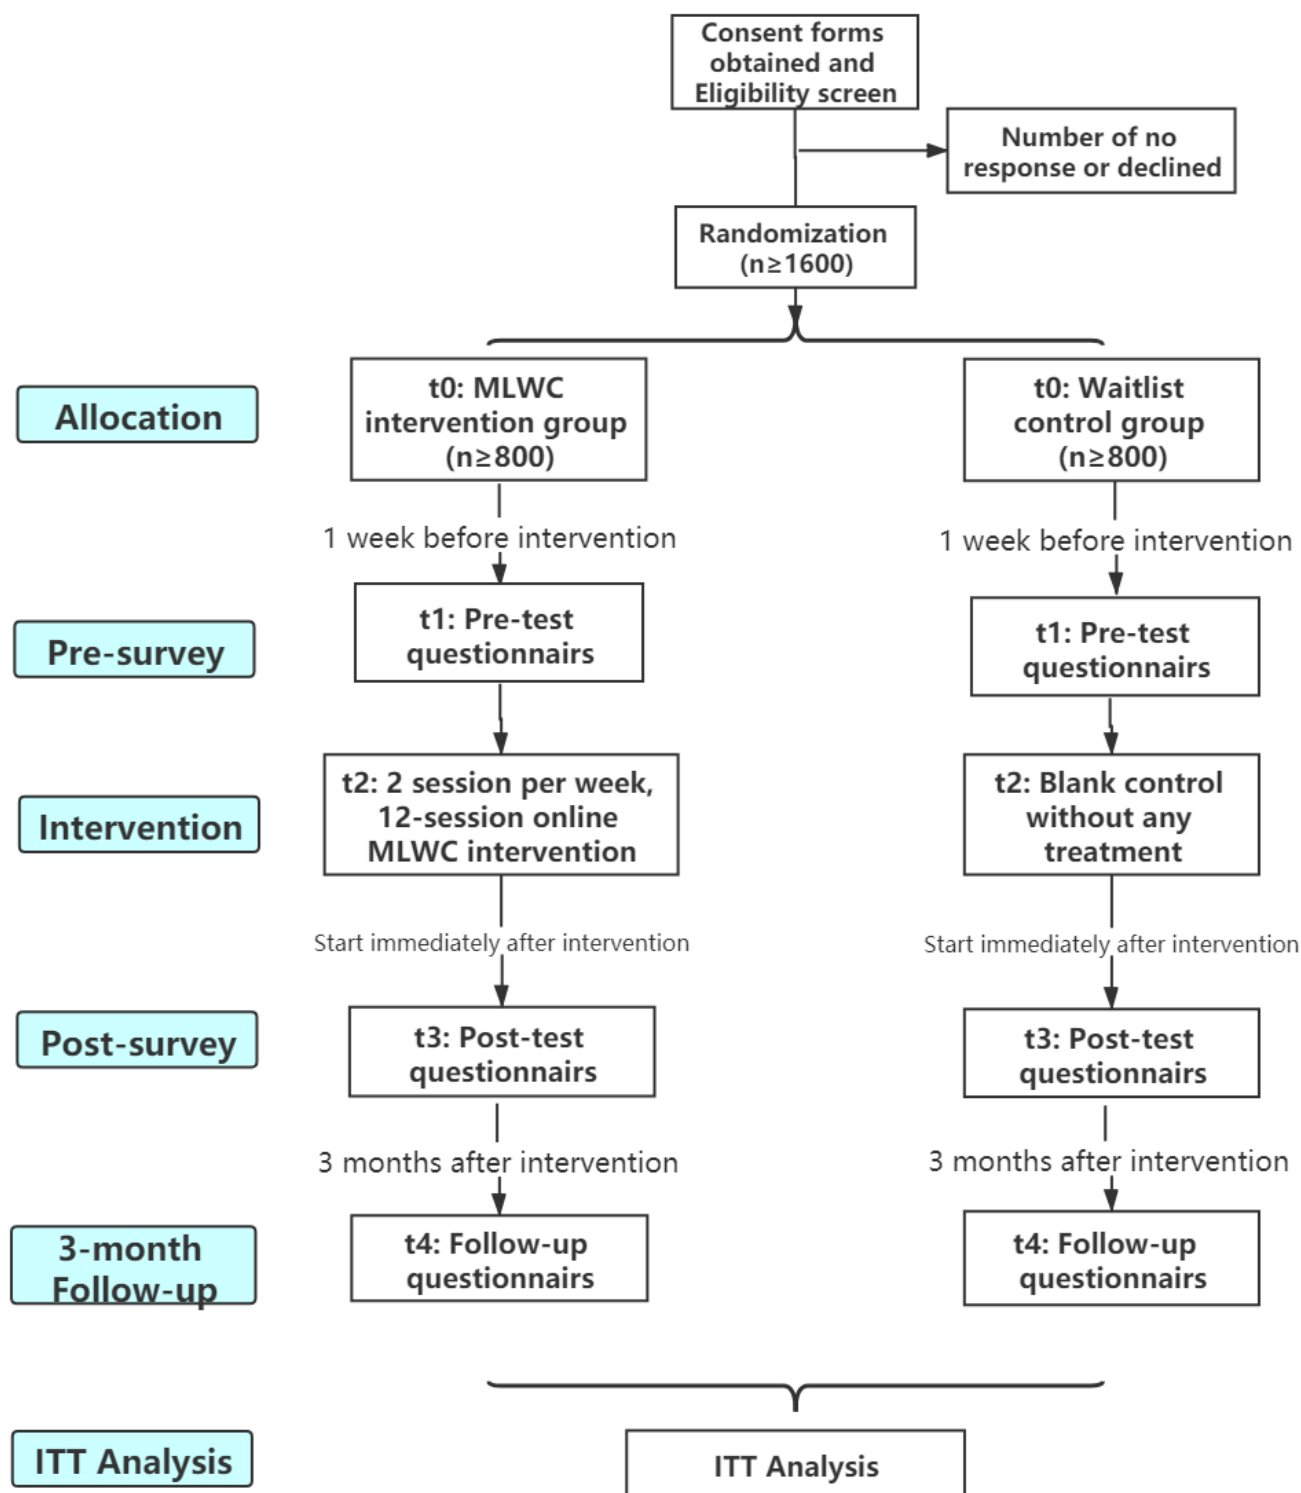 Consent forms
obtained and
Eligibility screen
Number of no
response or declined
Randomization
(n≥1600)
Allocation
t0: MLWC
intervention group
(n≥800)
t0: Waitlist
control group
(n≥800)
1 week before intervention
1 week before intervention
Pre-survey
t1: Pre-test
questionnairs
t1: Pre-test
questionnairs
Intervention
t2: 2 session per week,
12-session online
MLWC intervention
t2: Blank control
without any
treatment
Start immediately after intervention
Start immediately after intervention
Post-survey
t3: Post-test
questionnairs
t3: Post-test
questionnairs
3 months after intervention
3 months after intervention
3-month
Follow-up
t4: Follow-up
questionnairs
t4: Follow-up
questionnairs
ITT Analysis
ITT Analysis